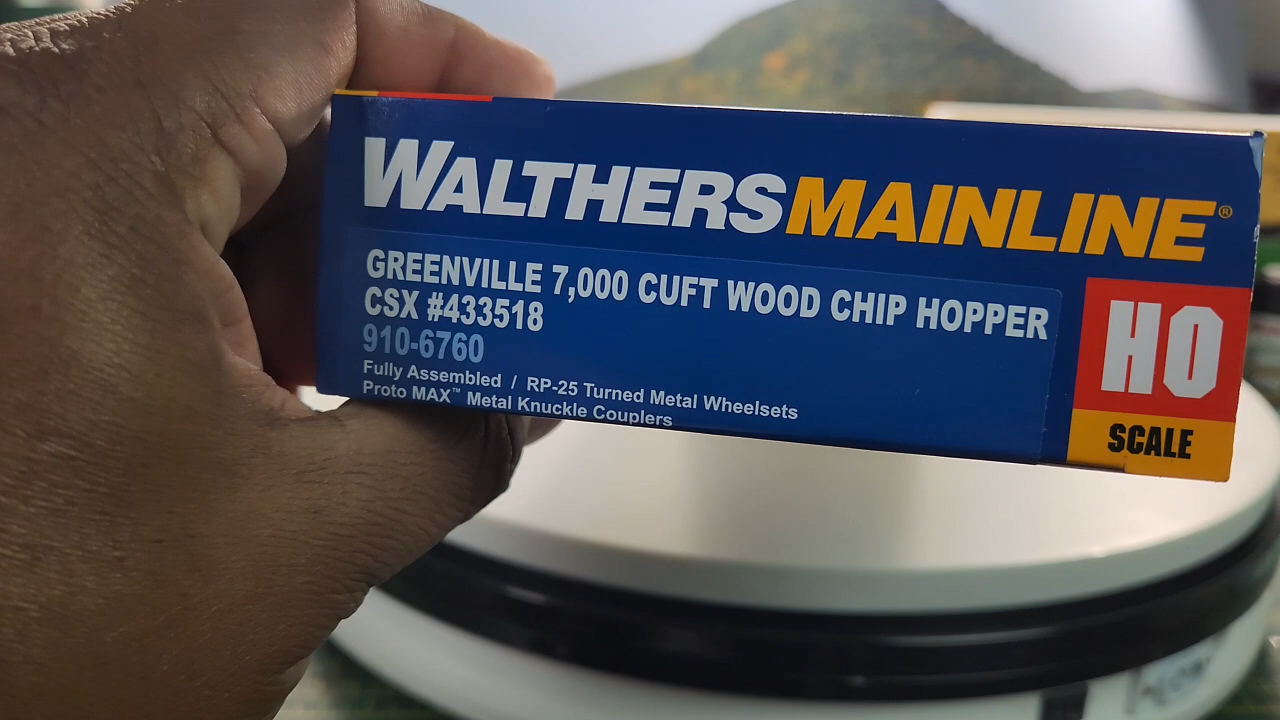 WALTHERSMAINLINE®
GREENVILLE 7,000 CUFT WOOD CHIP HOPPER
CSX #433518
910-6760
Fully Assembled / RP-25 Turned Metal Wheelsets
Proto MAX™ Metal Knuckle Couplers
HO
SCALE